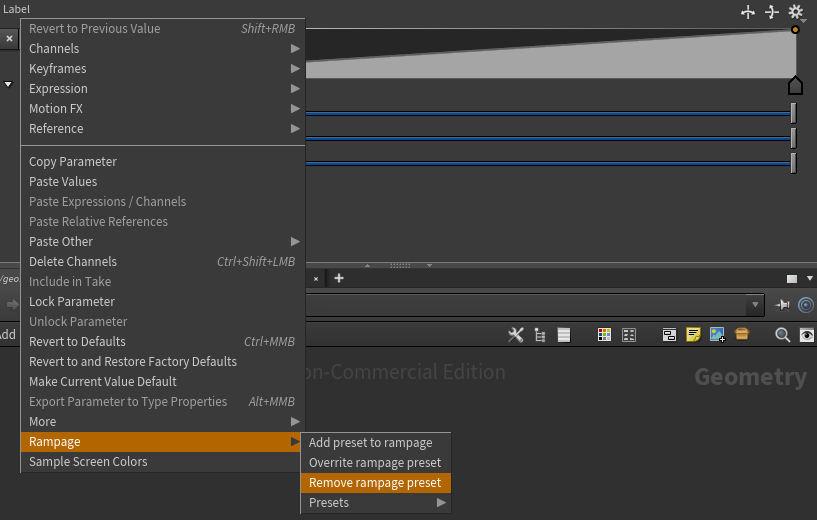 Label
Revert to Previous Value Shift+RMB
Channels
Keyframes
Expression
Motion FX
Reference
Copy Parameter
Paste Values
Paste Expressions / Channels
Paste Relative References
Paste Other
Delete Channels Ctrl+Shift+LMB
/geo
Include in Take
Lock Parameter
Unlock Parameter
dd
Revert to Defaults Ctrl+MMB
Revert to and Restore Factory Defaults
on-Commercial Edition
Geometry
Make Current Value Default
Export Parameter to Type Properties Alt+MMB
More
Rampage
Add preset to rampage
Sample Screen Colors
Overrite rampage preset
Remove rampage preset
Presets